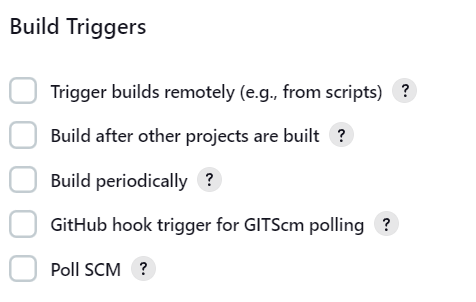 Build Triggers
Trigger builds remotely (e.g., from scripts) ?
Build after other projects are built ?
Build periodically ?
GitHub hook trigger for GITScm polling ?
Poll SCM ?